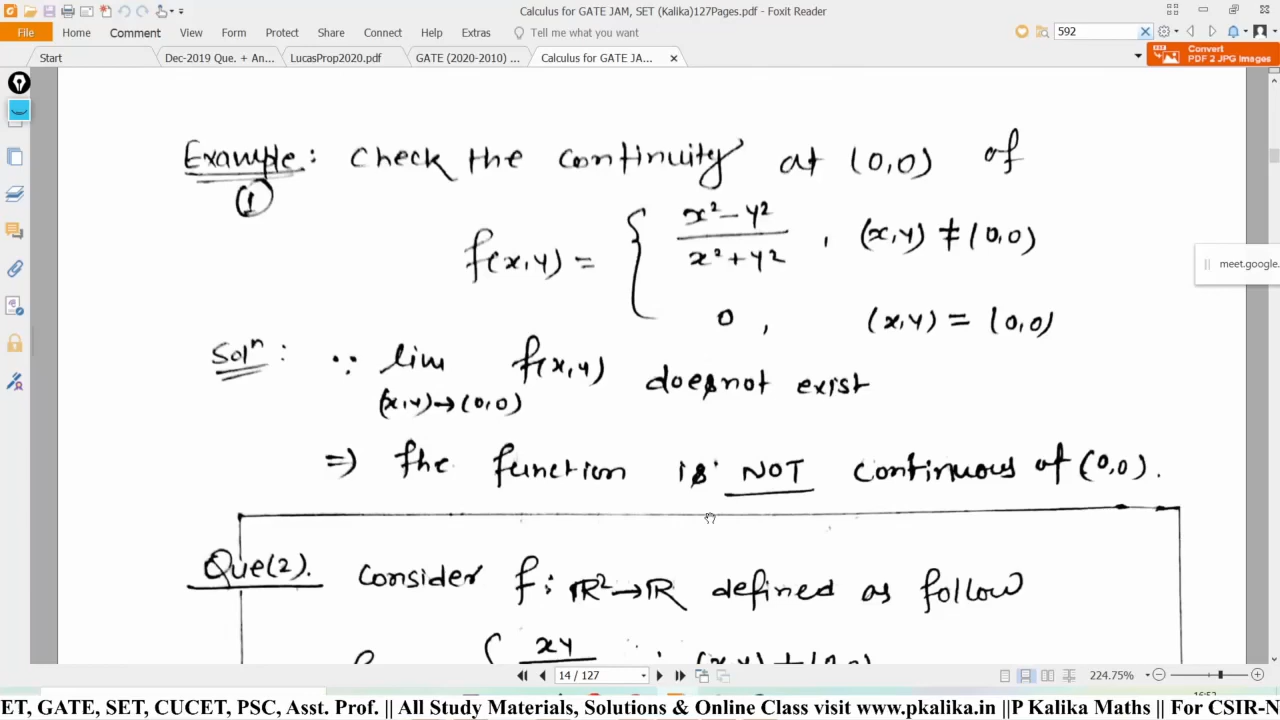 Calculus for GATE JAM, SET (Kalika)127Pages.pdf - Foxit Reader
File Home Comment View Form Protect Share Connect Help Extras Tell me what you want 592
Start Dec-2019 Que. + An... LucasProp2020.pdf GATE (2020-2010) ... Calculus for GATE JA... Convert
PDF 2 JPG Images
Example: Check the continuity at (0,0) of
①
f(x,y) = { x²-y² / x²+y² , (x,y) ≠ (0,0)
0 , (x,y) = (0,0)
Solⁿ: ∵ lim f(x,y) does not exist
(x,y)→(0,0)
meet.google.
⇒ the function is NOT continuous at (0,0).
Que(2). Consider f: ℝ²→ℝ defined as follow
xy
14 / 127 224.75%
ET, GATE, SET, CUCET, PSC, Asst. Prof. || All Study Materials, Solutions & Online Class visit www.pkalika.in ||P Kalika Maths || For CSIR-N